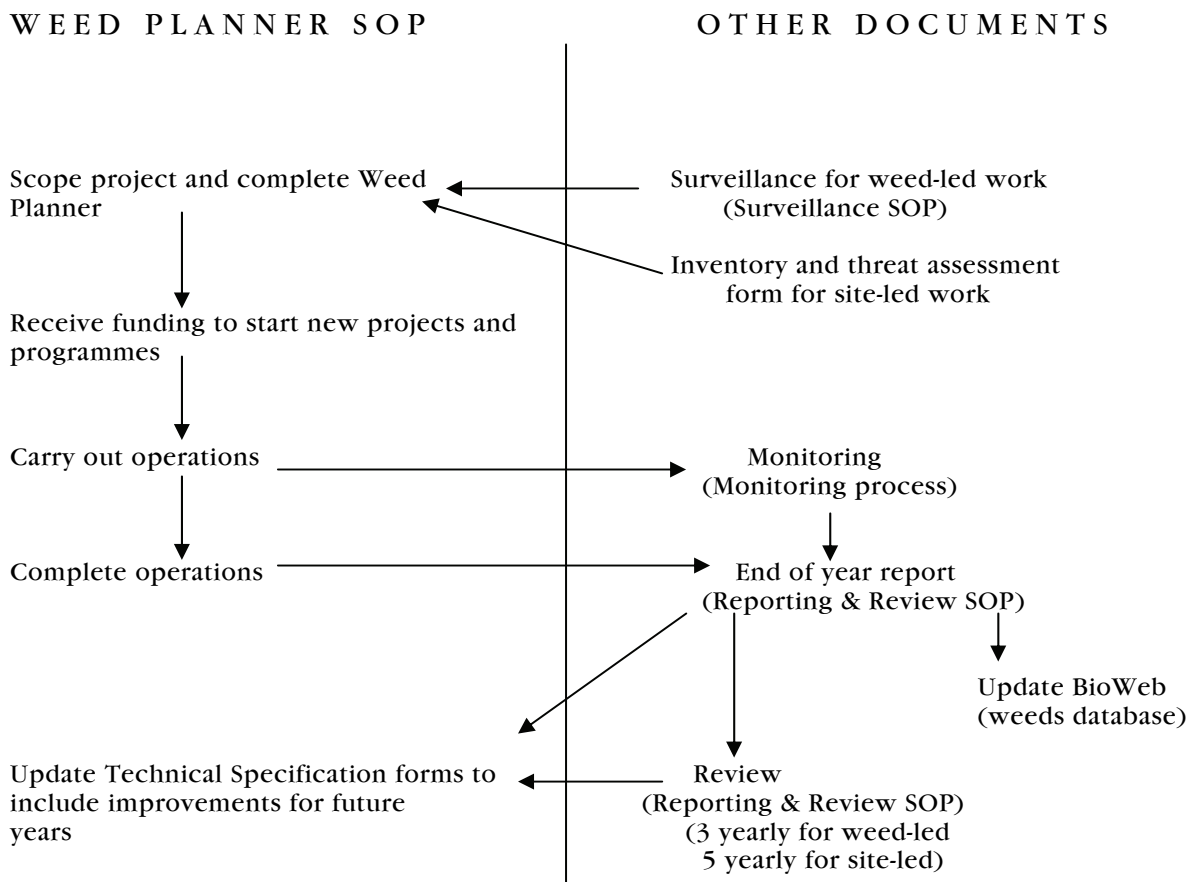 WEED PLANNER SOP
OTHER DOCUMENTS
Scope project and complete Weed
Planner
Surveillance for weed-led work
(Surveillance SOP)
Inventory and threat assessment
form for site-led work
Receive funding to start new projects and
programmes
Carry out operations
Monitoring
(Monitoring process)
Complete operations
End of year report
(Reporting & Review SOP)
Update BioWeb
(weeds database)
Update Technical Specification forms to
include improvements for future
years
Review
(Reporting & Review SOP)
(3 yearly for weed-led
5 yearly for site-led)